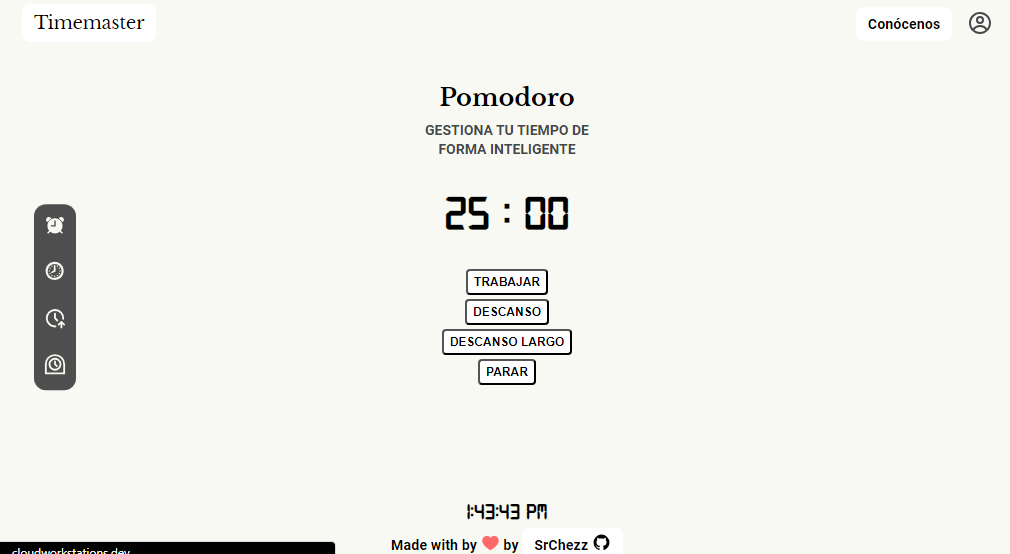 Timemaster
Conócenos
Pomodoro
GESTIONA TU TIEMPO DE
FORMA INTELIGENTE
25 : 00
TRABAJAR
DESCANSO
DESCANSO LARGO
PARAR
1:43:43 PM
Made with by ❤ by SrChezz
cloudworkstations.dev